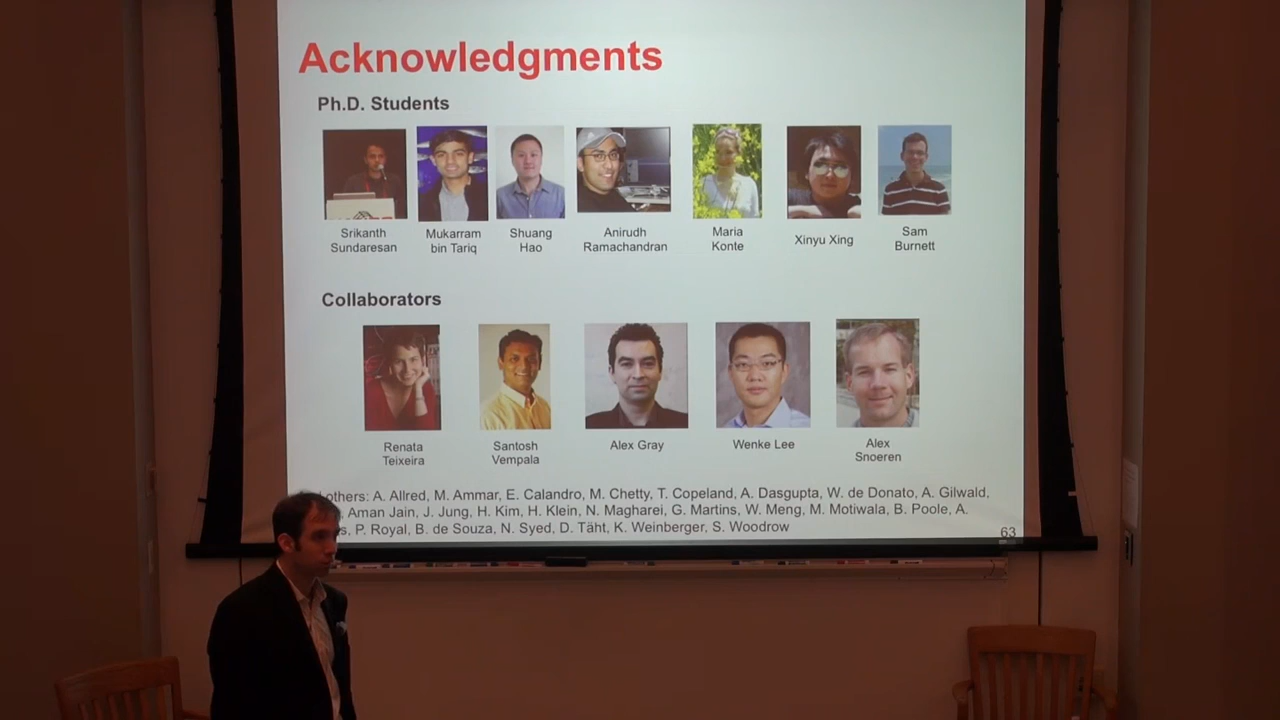 Acknowledgments
Ph.D. Students
Srikanth Sundaresan
Mukarram bin Tariq
Shuang Hao
Anirudh Ramachandran
Maria Konte
Xinyu Xing
Sam Burnett
Collaborators
Renata Teixeira
Santosh Vempala
Alex Gray
Wenke Lee
Alex Snoeren
others: A. Allred, M. Ammar, E. Calandro, M. Chetty, T. Copeland, A. Dasgupta, W. de Donato, A. Gilwald,
Aman Jain, J. Jung, H. Kim, H. Klein, N. Magharei, G. Martins, W. Meng, M. Motiwala, B. Poole, A.
P. Royal, B. de Souza, N. Syed, D. Täht, K. Weinberger, S. Woodrow
63